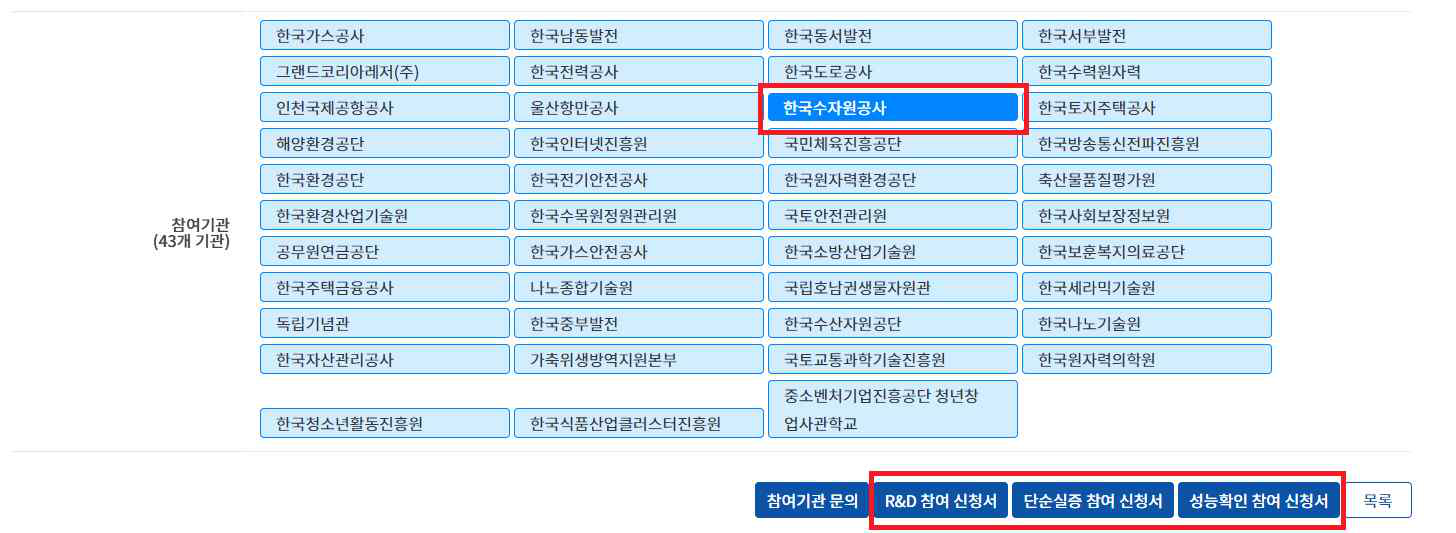 한국가스공사
한국남동발전
한국동서발전
한국서부발전
그랜드코리아레저(주)
한국전력공사
한국도로공사
한국수력원자력
인천국제공항공사
울산항만공사
한국수자원공사
한국토지주택공사
해양환경공단
한국인터넷진흥원
국민체육진흥공단
한국방송통신전파진흥원
한국환경공단
한국전기안전공사
한국원자력환경공단
축산물품질평가원
참여기관
(43개 기관)
한국환경산업기술원
한국수목원정원관리원
국토안전관리원
한국사회보장정보원
공무원연금공단
한국가스안전공사
한국소방산업기술원
한국보훈복지의료공단
한국주택금융공사
나노종합기술원
국립호남권생물자원관
한국세라믹기술원
독립기념관
한국중부발전
한국수산자원공단
한국나노기술원
한국자산관리공사
가축위생방역지원본부
국토교통과학기술진흥원
한국원자력의학원
한국청소년활동진흥원
한국식품산업클러스터진흥원
중소벤처기업진흥공단 청년창
업사관학교
참여기관 문의
R&D 참여 신청서
단순실증 참여 신청서
성능확인 참여 신청서
목록